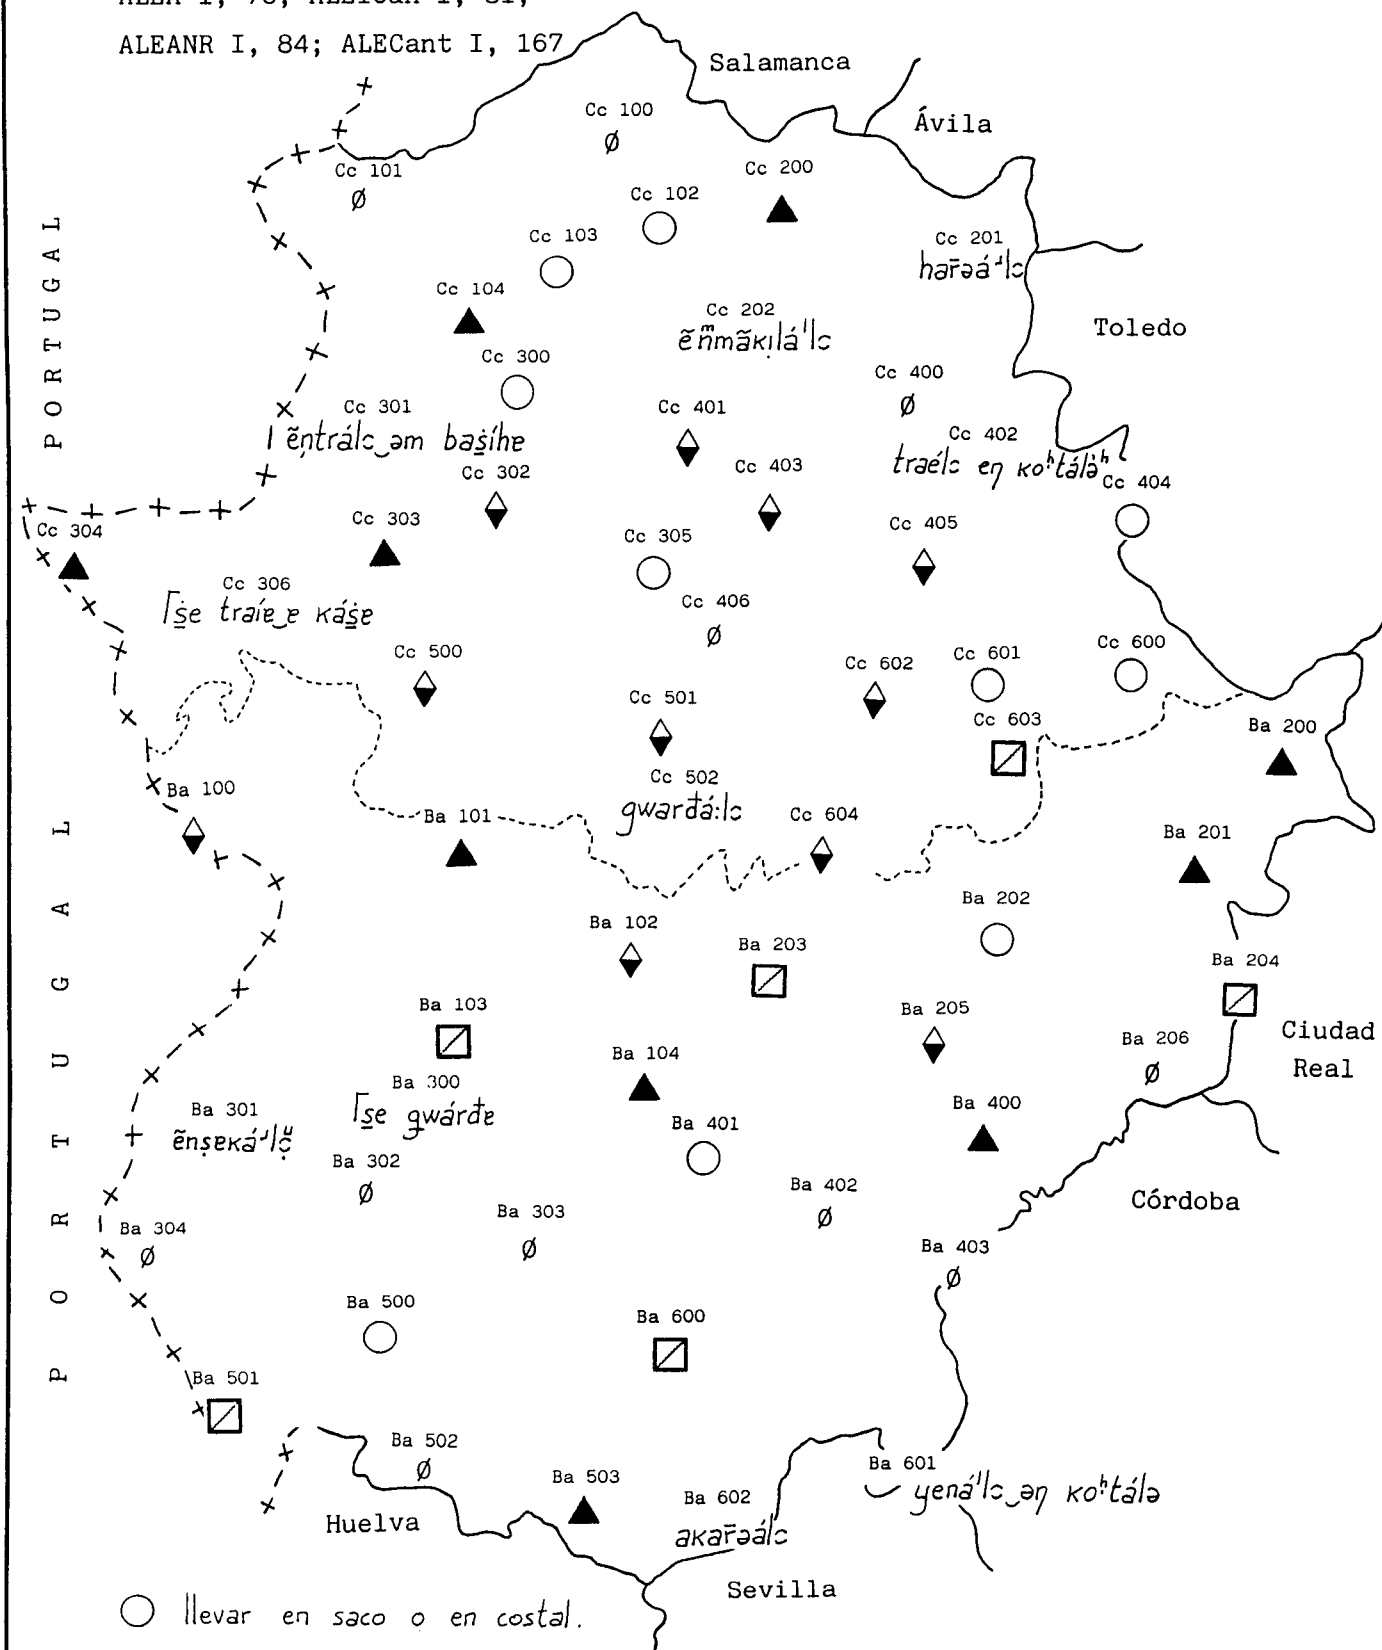 ALEANR I, 84; ALECant I, 167
Salamanca
Cc 100
ø
Ávila
Cc 101
ø
Cc 200
Cc 102
Cc 103
Cc 201
Cc 104
Cc 202
Toledo
PORTUGAL
Cc 300
Cc 400
ø
Cc 301
Cc 401
Cc 402
Cc 302
Cc 403
Cc 404
Cc 304
Cc 303
Cc 305
Cc 405
Cc 306
Cc 406
ø
Cc 500
Cc 602
Cc 601
Cc 600
Cc 501
Cc 603
Ba 200
Cc 502
Ba 100
Ba 101
Cc 604
Ba 201
PORTUGAL
Ba 202
Ba 102
Ba 203
Ba 204
Ba 103
Ba 205
Ciudad
Real
Ba 104
Ba 206
ø
Ba 300
Ba 301
Ba 401
Ba 400
Ba 302
ø
Ba 402
ø
Córdoba
Ba 303
ø
Ba 304
ø
Ba 403
ø
Ba 500
Ba 600
Ba 501
Ba 502
ø
Ba 503
Ba 601
Ba 602
Huelva
Sevilla
llevar en saco o en costal.